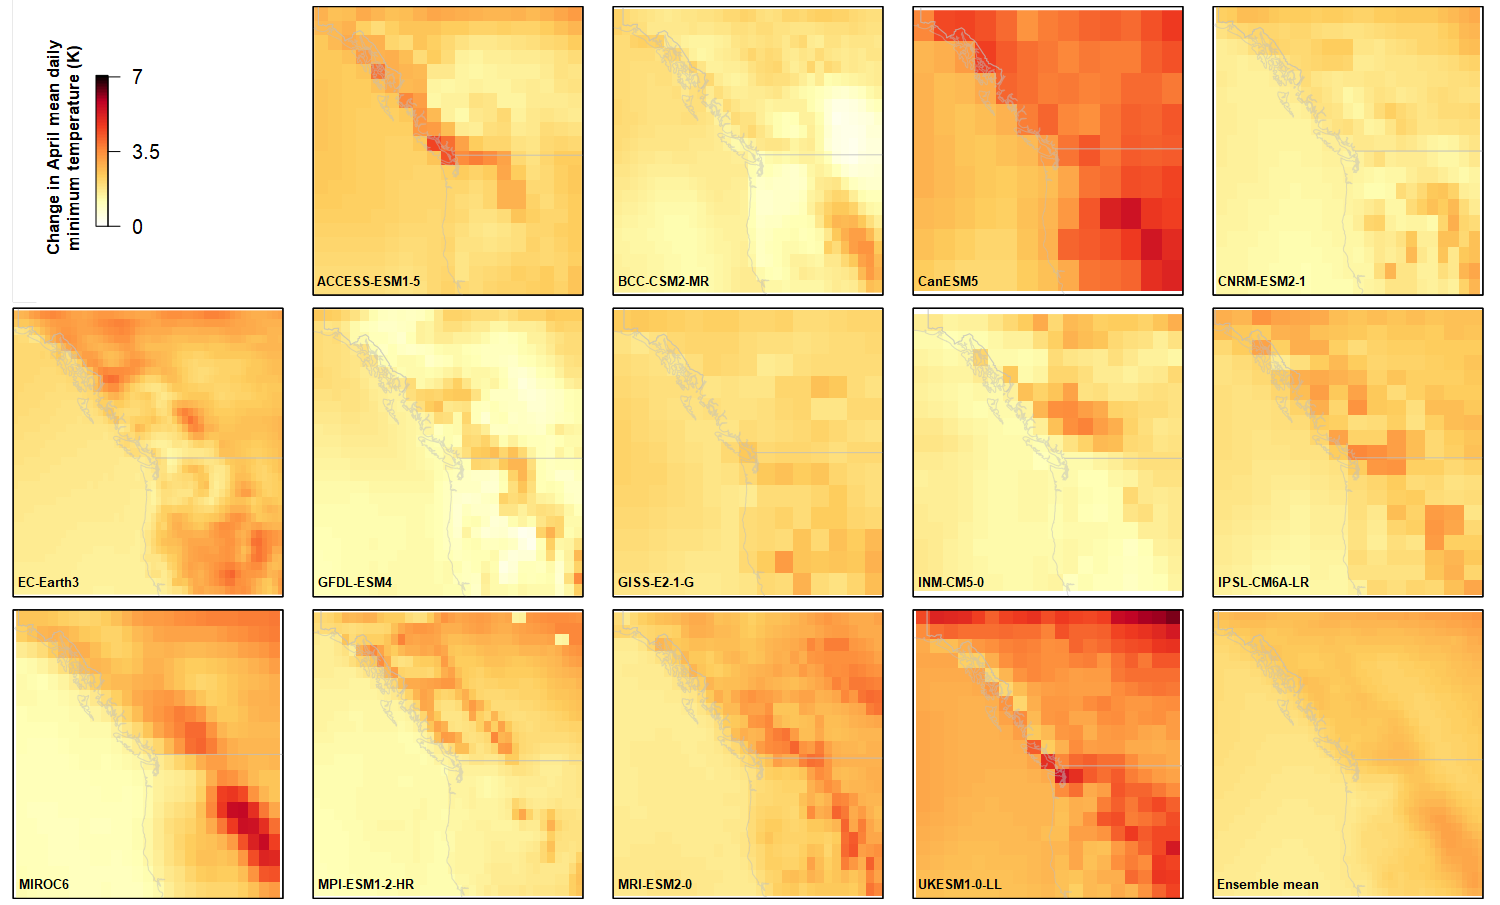 Change in April mean daily
minimum temperature (K)
7
3.5
0
ACCESS-ESM1-5
BCC-CSM2-MR
CanESM5
CNRM-ESM2-1
EC-Earth3
GFDL-ESM4
GISS-E2-1-G
INM-CM5-0
IPSL-CM6A-LR
MIROC6
MPI-ESM1-2-HR
MRI-ESM2-0
UKESM1-0-LL
Ensemble mean